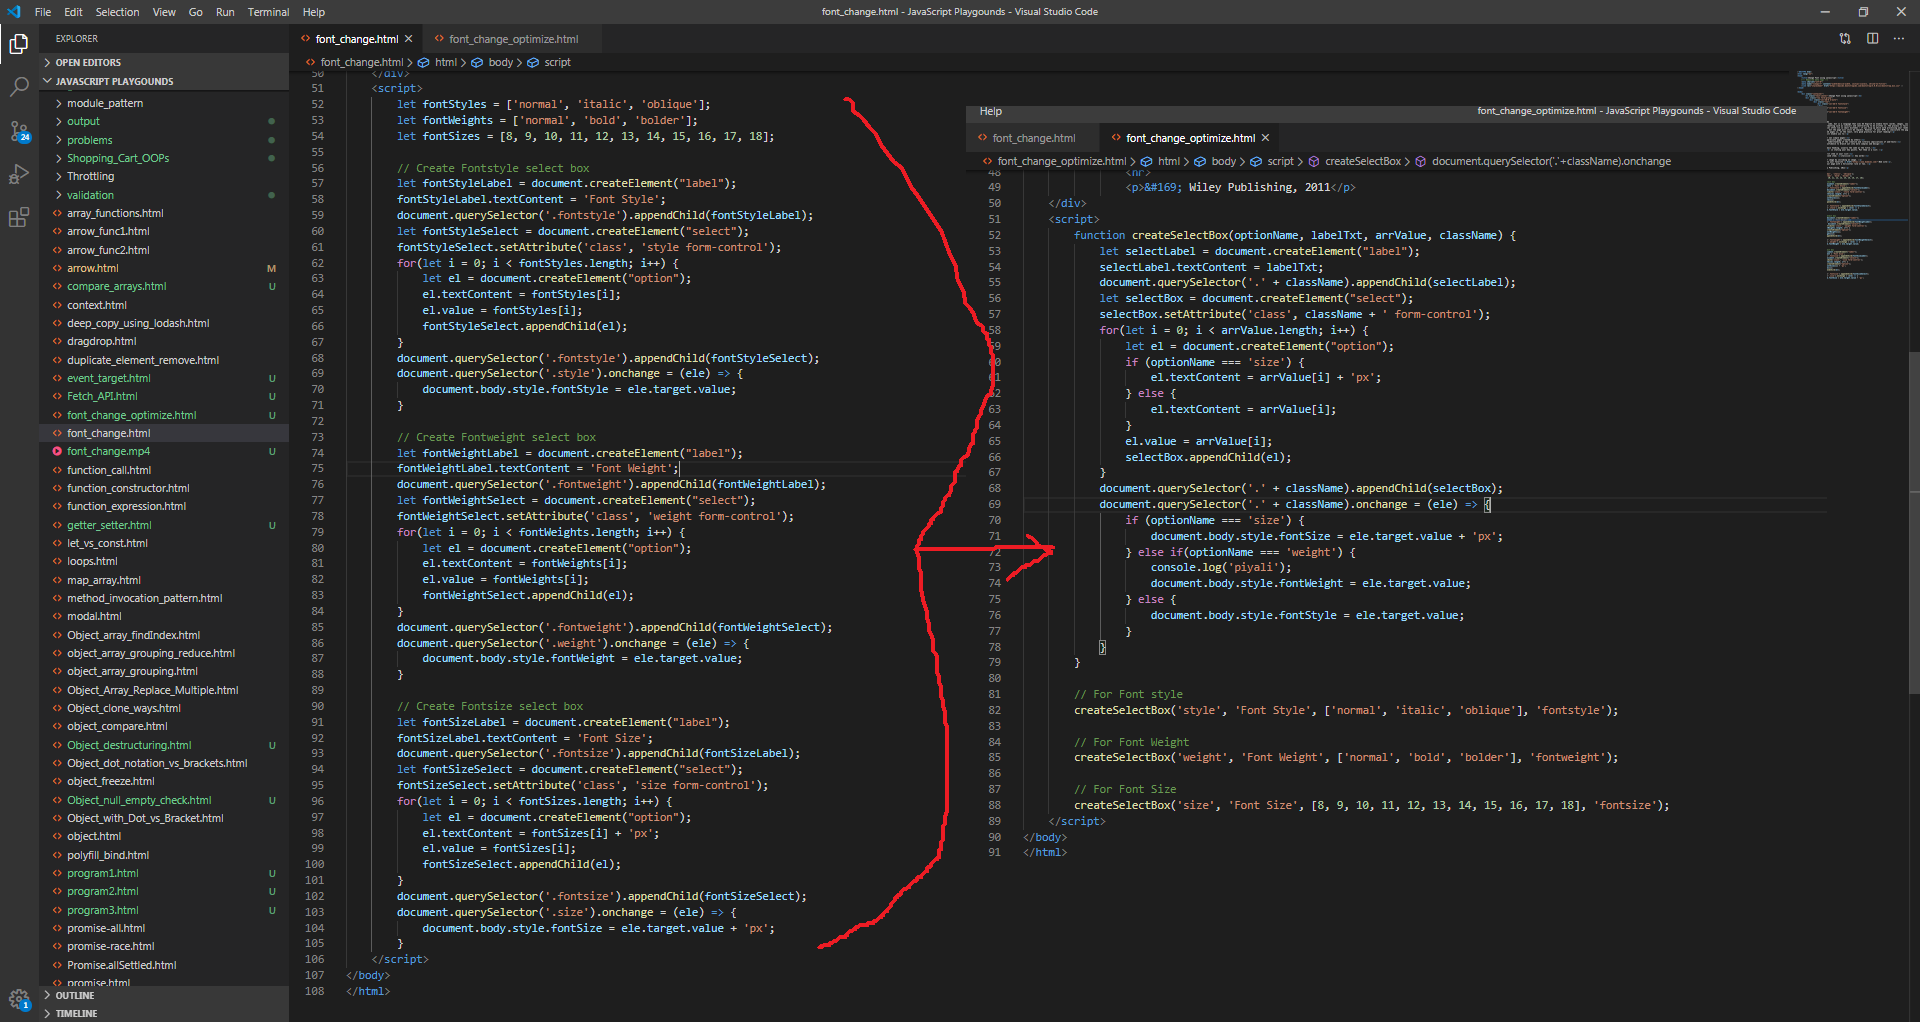 File Edit Selection View Go Run Terminal Help
font_change.html - JavaScript Playgounds - Visual Studio Code
EXPLORER
OPEN EDITORS
JAVASCRIPT PLAYGOUNDS
module_pattern
output
problems
Shopping_Cart_OOPs
Throttling
validation
array_functions.html
arrow_func1.html
arrow_func2.html
arrow.html M
compare_arrays.html U
context.html
deep_copy_using_lodash.html
dragdrop.html
duplicate_element_remove.html
event_target.html U
Fetch_API.html U
font_change_optimize.html U
font_change.html
font_change.mp4 U
function_call.html
function_constructor.html
function_expression.html
getter_setter.html U
let_vs_const.html
loops.html
map_array.html
method_invocation_pattern.html
modal.html
Object_array_findIndex.html
object_array_grouping_reduce.html
object_array_grouping.html
Object_Array_Replace_Multiple.html
Object_clone_ways.html
object_compare.html
Object_destructuring.html U
Object_dot_notation_vs_brackets.html
object_freeze.html
Object_null_empty_check.html U
Object_with_Dot_vs_Bracket.html
object.html
polyfill_bind.html
program1.html U
program2.html U
program3.html U
promise-all.html
promise-race.html
Promise.allSettled.html
promise.html
OUTLINE
TIMELINE
24
1
font_change.html font_change_optimize.html
font_change.html > html > body > script
50 </div>
51 <script>
52 let fontStyles = ['normal', 'italic', 'oblique'];
53 let fontWeights = ['normal', 'bold', 'bolder'];
54 let fontSizes = [8, 9, 10, 11, 12, 13, 14, 15, 16, 17, 18];
55
56 // Create Fontstyle select box
57 let fontStyleLabel = document.createElement("label");
58 fontStyleLabel.textContent = 'Font Style';
59 document.querySelector('.fontstyle').appendChild(fontStyleLabel);
60 let fontStyleSelect = document.createElement("select");
61 fontStyleSelect.setAttribute('class', 'style form-control');
62 for(let i = 0; i < fontStyles.length; i++) {
63 let el = document.createElement("option");
64 el.textContent = fontStyles[i];
65 el.value = fontStyles[i];
66 fontStyleSelect.appendChild(el);
67 }
68 document.querySelector('.fontstyle').appendChild(fontStyleSelect);
69 document.querySelector('.style').onchange = (ele) => {
70 document.body.style.fontStyle = ele.target.value;
71 }
72
73 // Create Fontweight select box
74 let fontWeightLabel = document.createElement("label");
75 fontWeightLabel.textContent = 'Font Weight';
76 document.querySelector('.fontweight').appendChild(fontWeightLabel);
77 let fontWeightSelect = document.createElement("select");
78 fontWeightSelect.setAttribute('class', 'weight form-control');
79 for(let i = 0; i < fontWeights.length; i++) {
80 let el = document.createElement("option");
81 el.textContent = fontWeights[i];
82 el.value = fontWeights[i];
83 fontWeightSelect.appendChild(el);
84 }
85 document.querySelector('.fontweight').appendChild(fontWeightSelect);
86 document.querySelector('.weight').onchange = (ele) => {
87 document.body.style.fontWeight = ele.target.value;
88 }
89
90 // Create Fontsize select box
91 let fontSizeLabel = document.createElement("label");
92 fontSizeLabel.textContent = 'Font Size';
93 document.querySelector('.fontsize').appendChild(fontSizeLabel);
94 let fontSizeSelect = document.createElement("select");
95 fontSizeSelect.setAttribute('class', 'size form-control');
96 for(let i = 0; i < fontSizes.length; i++) {
97 let el = document.createElement("option");
98 el.textContent = fontSizes[i] + 'px';
99 el.value = fontSizes[i];
100 fontSizeSelect.appendChild(el);
101 }
102 document.querySelector('.fontsize').appendChild(fontSizeSelect);
103 document.querySelector('.size').onchange = (ele) => {
104 document.body.style.fontSize = ele.target.value + 'px';
105 }
106 </script>
107 </body>
108 </html>
Help font_change_optimize.html - JavaScript Playgounds - Visual Studio Code
font_change.html font_change_optimize.html
font_change_optimize.html > html > body > script > createSelectBox > document.querySelector('.'+className).onchange
48 <hr>
49 <p>&#169; Wiley Publishing, 2011</p>
50 </div>
51 <script>
52 function createSelectBox(optionName, labelTxt, arrValue, className) {
53 let selectLabel = document.createElement("label");
54 selectLabel.textContent = labelTxt;
55 document.querySelector('.' + className).appendChild(selectLabel);
56 let selectBox = document.createElement("select");
57 selectBox.setAttribute('class', className + ' form-control');
58 for(let i = 0; i < arrValue.length; i++) {
59 let el = document.createElement("option");
60 if (optionName === 'size') {
61 el.textContent = arrValue[i] + 'px';
62 } else {
63 el.textContent = arrValue[i];
64 }
65 el.value = arrValue[i];
66 selectBox.appendChild(el);
67 }
68 document.querySelector('.' + className).appendChild(selectBox);
69 document.querySelector('.' + className).onchange = (ele) => {
70 if (optionName === 'size') {
71 document.body.style.fontSize = ele.target.value + 'px';
72 } else if(optionName === 'weight') {
73 console.log('piyali');
74 document.body.style.fontWeight = ele.target.value;
75 } else {
76 document.body.style.fontStyle = ele.target.value;
77 }
78 }
79 }
80
81 // For Font style
82 createSelectBox('style', 'Font Style', ['normal', 'italic', 'oblique'], 'fontstyle');
83
84 // For Font Weight
85 createSelectBox('weight', 'Font Weight', ['normal', 'bold', 'bolder'], 'fontweight');
86
87 // For Font Size
88 createSelectBox('size', 'Font Size', [8, 9, 10, 11, 12, 13, 14, 15, 16, 17, 18], 'fontsize');
89 </script>
90 </body>
91 </html>